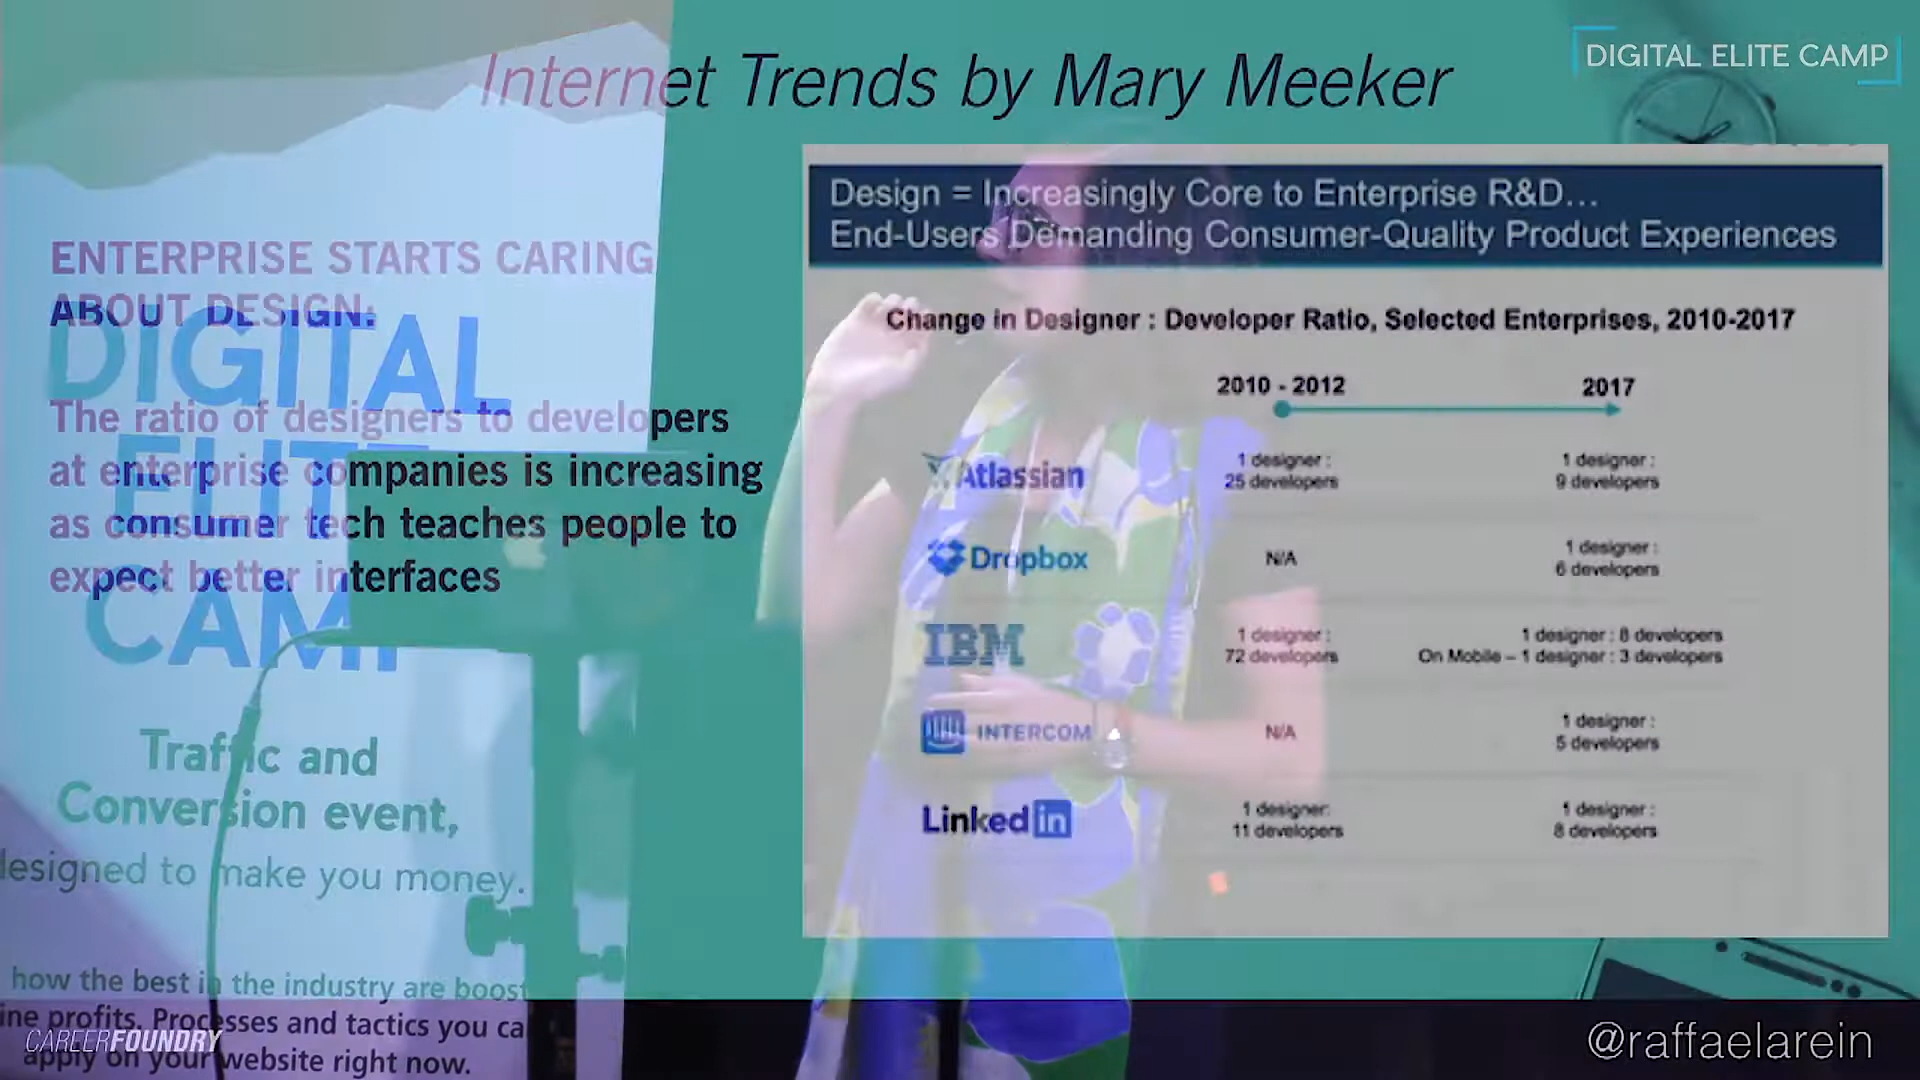 Internet Trends by Mary Meeker
DIGITAL ELITE CAMP
ENTERPRISE STARTS CARING
ABOUT DESIGN:
The ratio of designers to developers
at enterprise companies is increasing
as consumer tech teaches people to
expect better interfaces
DIGITAL
ELITE
CAMP
Traffic and
Conversion event,
designed to make you money.
how the best in the industry are boost
ine profits. Processes and tactics you ca
apply on your website right now.
Design = Increasingly Core to Enterprise R&D...
End-Users Demanding Consumer-Quality Product Experiences
Change in Designer : Developer Ratio, Selected Enterprises, 2010-2017
2010 - 2012 2017
Atlassian 1 designer : 25 developers 1 designer : 9 developers
Dropbox N/A 1 designer : 6 developers
IBM 1 designer : 72 developers 1 designer : 8 developers
On Mobile – 1 designer : 3 developers
INTERCOM N/A 1 designer : 5 developers
LinkedIn 1 designer: 11 developers 1 designer : 8 developers
CAREERFOUNDRY
@raffaelarein